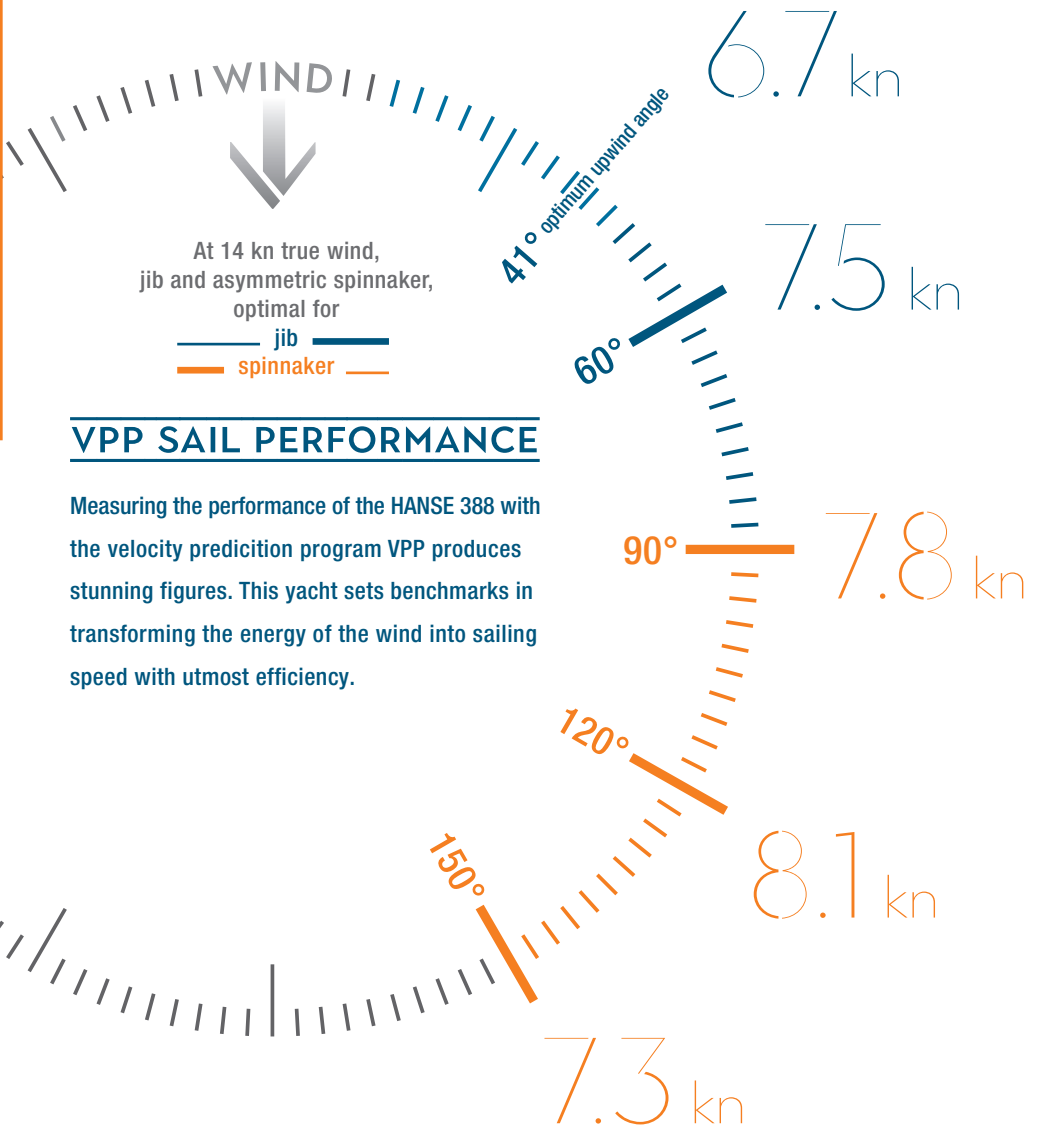 WIND
At 14 kn true wind,
jib and asymmetric spinnaker,
optimal for
jib
spinnaker
VPP SAIL PERFORMANCE
Measuring the performance of the HANSE 388 with
the velocity predicition program VPP produces
stunning figures. This yacht sets benchmarks in
transforming the energy of the wind into sailing
speed with utmost efficiency.
41° optimum upwind angle
6.7 kn
60°
7.5 kn
90°
7.8 kn
120°
8.1 kn
150°
7.3 kn